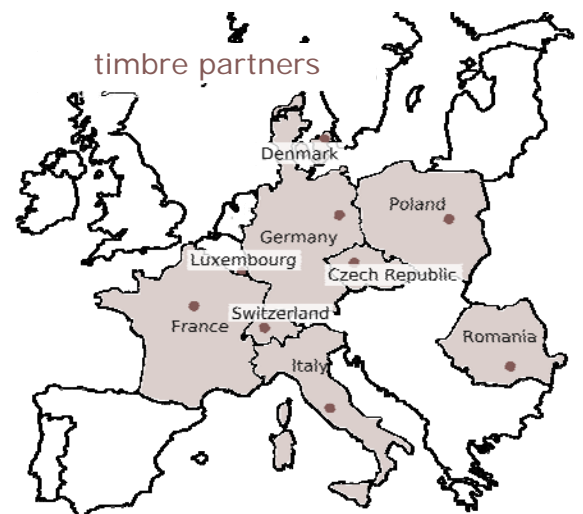 timbre partners
Denmark
Poland
Germany
Luxembourg
Czech Republic
Switzerland
France
Romania
Italy